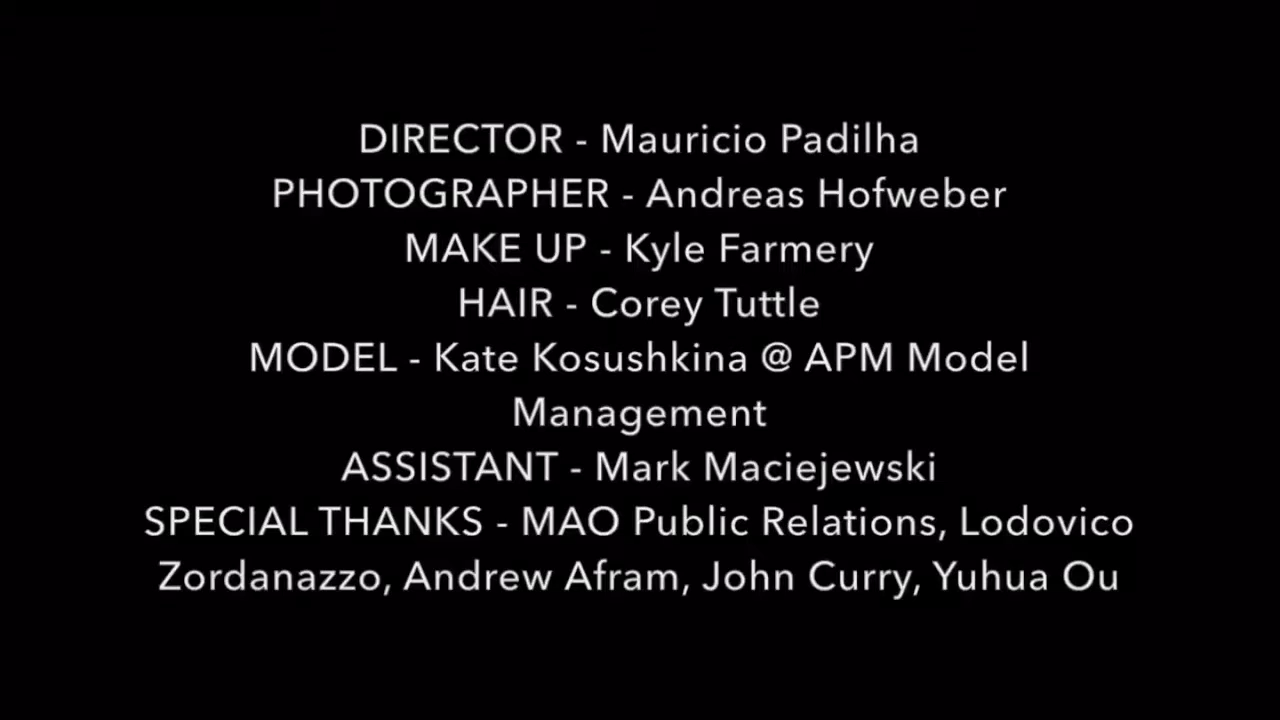 DIRECTOR - Mauricio Padilha
PHOTOGRAPHER - Andreas Hofweber
MAKE UP - Kyle Farmery
HAIR - Corey Tuttle
MODEL - Kate Kosushkina @ APM Model
Management
ASSISTANT - Mark Maciejewski
SPECIAL THANKS - MAO Public Relations, Lodovico
Zordanazzo, Andrew Afram, John Curry, Yuhua Ou